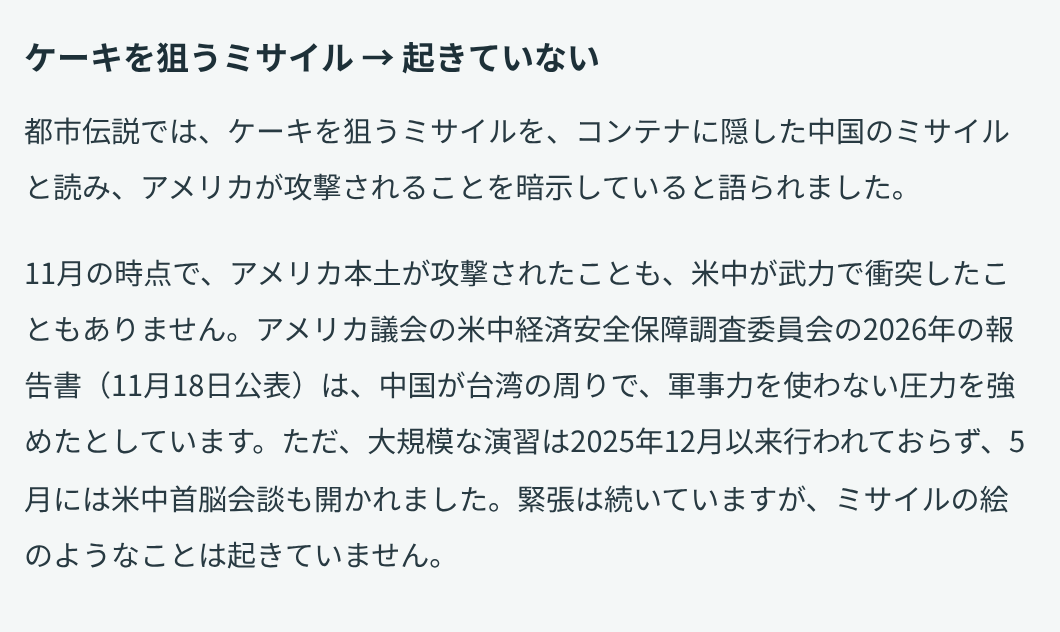 ケーキを狙うミサイル → 起きていない
都市伝説では、ケーキを狙うミサイルを、コンテナに隠した中国のミサイル
と読み、アメリカが攻撃されることを暗示していると語られました。
11月の時点で、アメリカ本土が攻撃されたことも、米中が武力で衝突したこ
ともありません。アメリカ議会の米中経済安全保障調査委員会の2026年の報
告書（11月18日公表）は、中国が台湾の周りで、軍事力を使わない圧力を強
めたとしています。ただ、大規模な演習は2025年12月以来行われておらず、5
月には米中首脳会談も開かれました。緊張は続いていますが、ミサイルの絵
のようなことは起きていません。